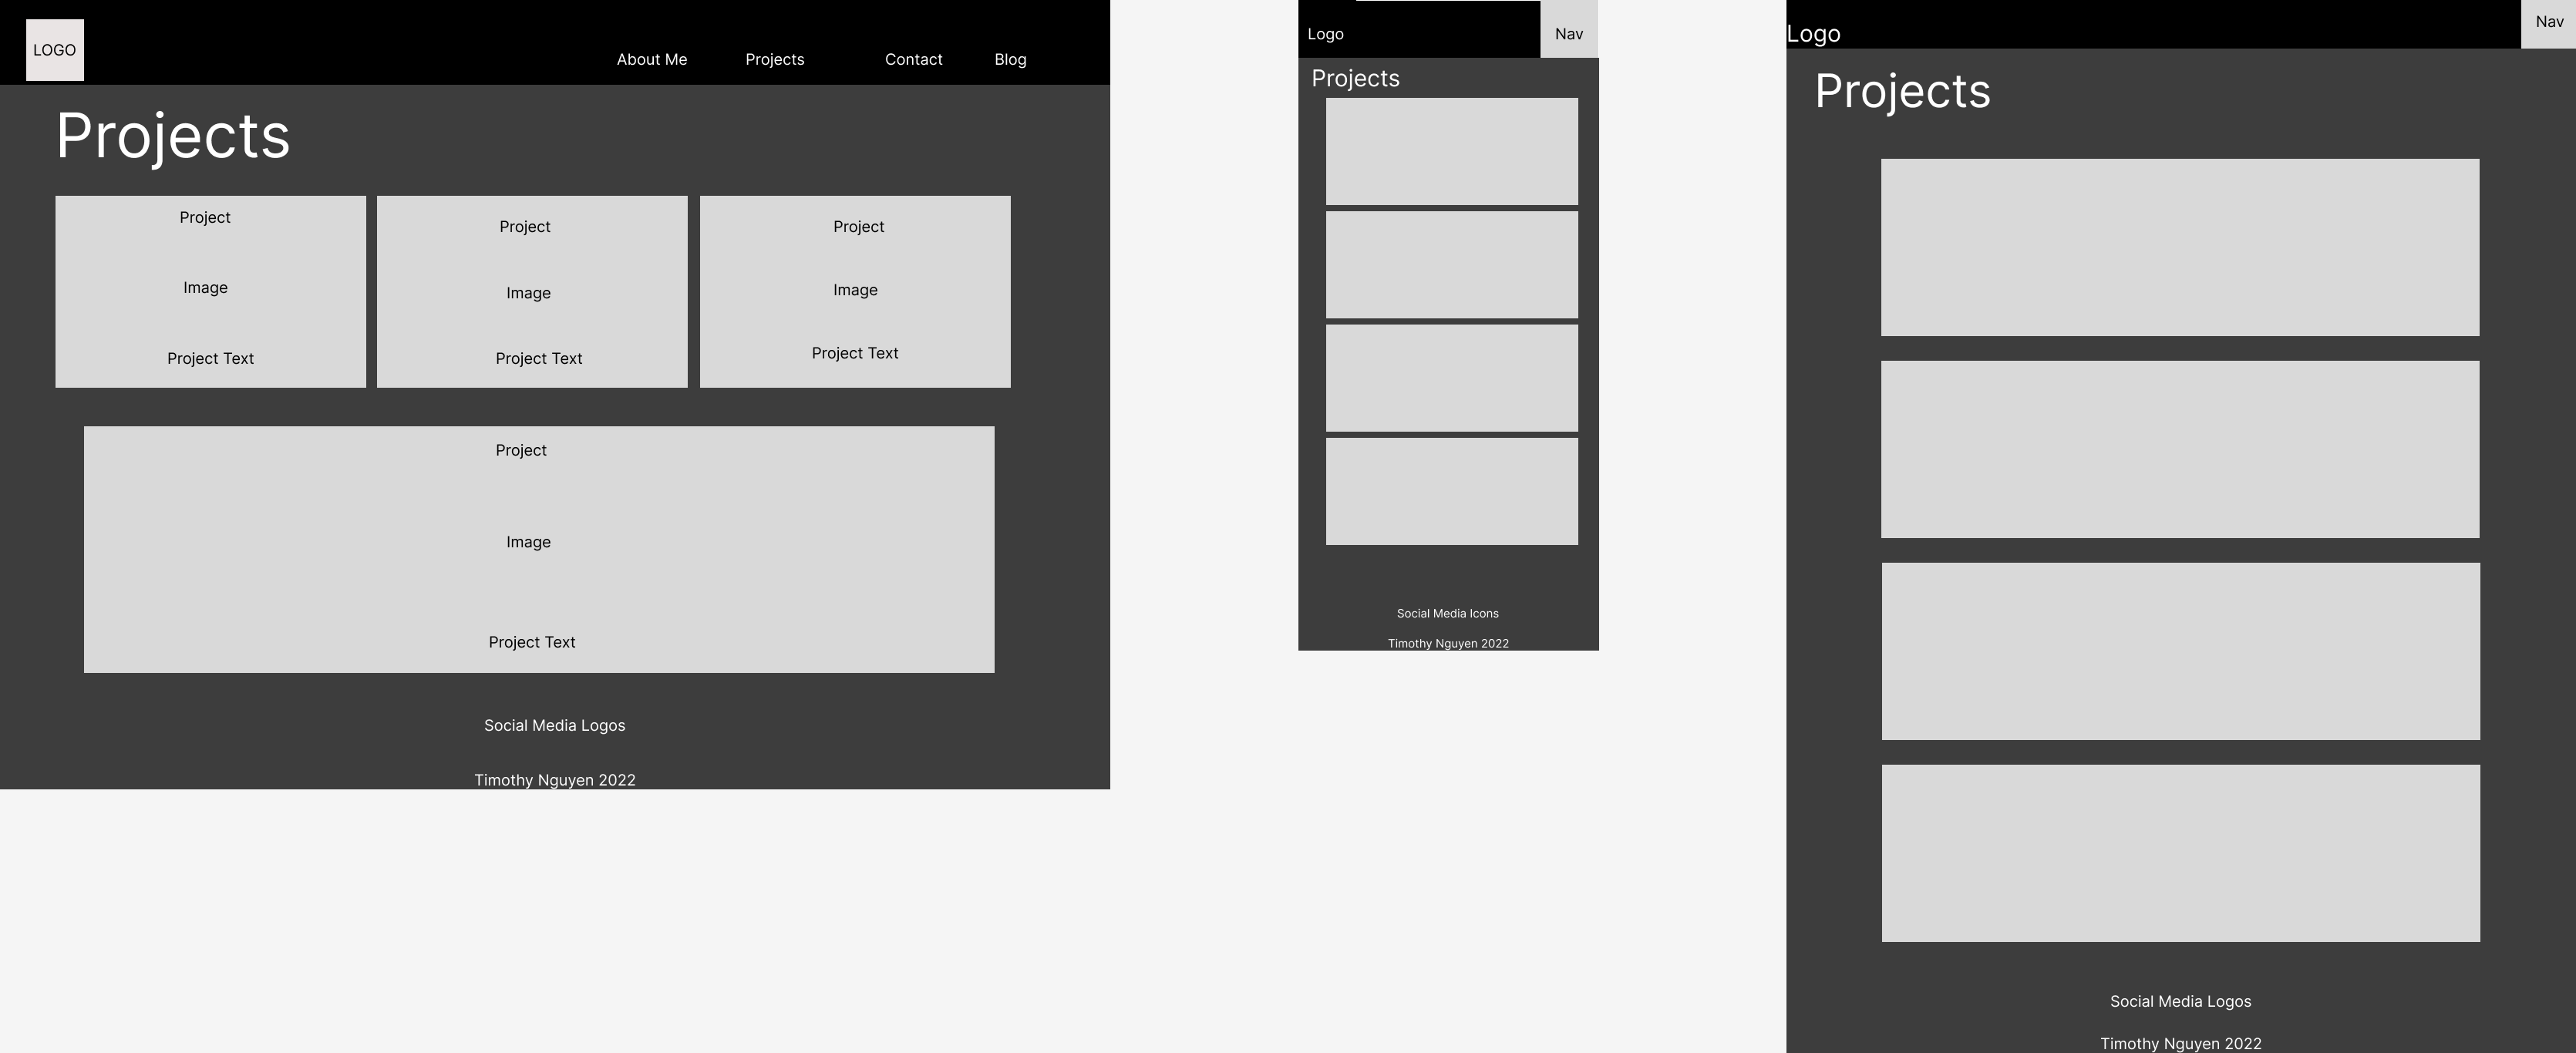 LOGO
About Me Projects Contact Blog
Projects
Project Project Project
Image Image Image
Project Text Project Text Project Text
Project
Image
Project Text
Social Media Logos
Timothy Nguyen 2022
Logo Nav
Projects
Social Media Icons
Timothy Nguyen 2022
Logo Nav
Projects
Social Media Logos
Timothy Nguyen 2022